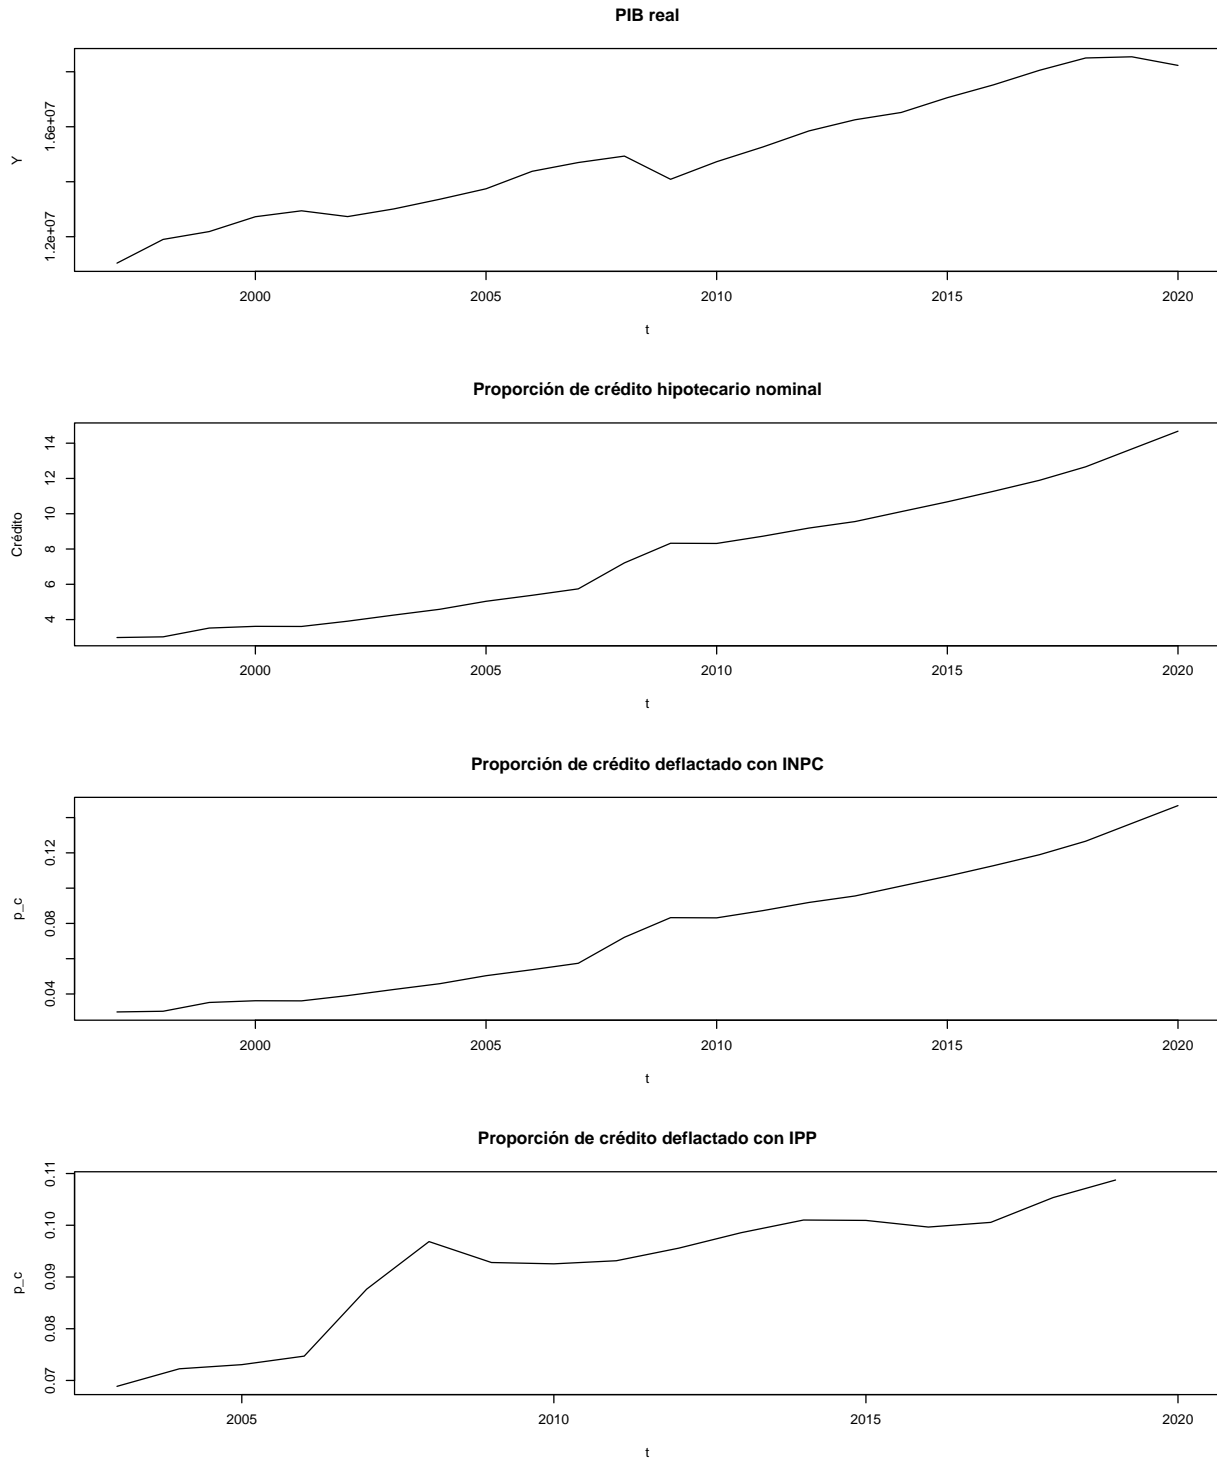 PIB real
1.6e+07
1.2e+07
Y
2000 2005 2010 2015 2020
t
Proporción de crédito hipotecario nominal
14
12
10
8
6
4
Crédito
2000 2005 2010 2015 2020
t
Proporción de crédito deflactado con INPC
0.12
0.08
0.04
p_c
2000 2005 2010 2015 2020
t
Proporción de crédito deflactado con IPP
0.11
0.10
0.09
0.08
0.07
p_c
2005 2010 2015 2020
t